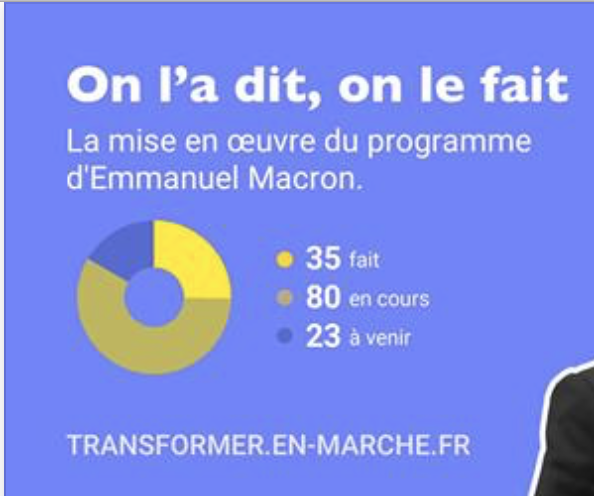 On l'a dit, on le fait
La mise en œuvre du programme
d'Emmanuel Macron.
35 fait
80 en cours
23 à venir
TRANSFORMER.EN-MARCHE.FR